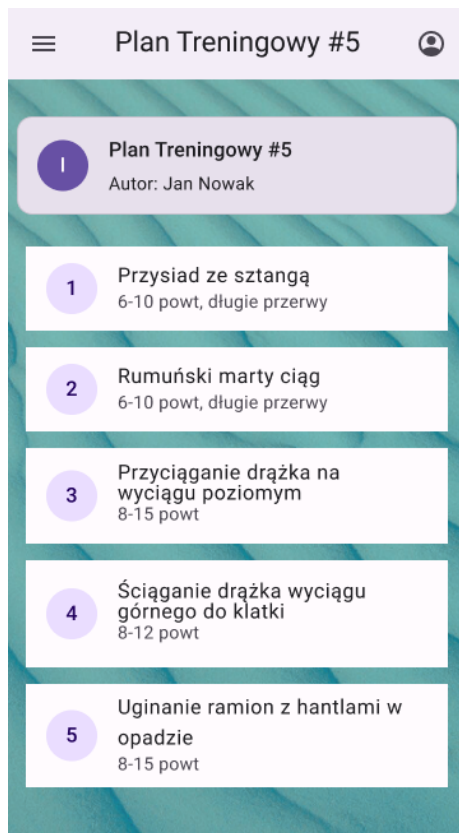 Plan Treningowy #5
I
Plan Treningowy #5
Autor: Jan Nowak
1
Przysiad ze sztangą
6-10 powt, długie przerwy
2
Rumuński marty ciąg
6-10 powt, długie przerwy
3
Przyciąganie drążka na
wyciągu poziomym
8-15 powt
4
Ściąganie drążka wyciągu
górnego do klatki
8-12 powt
5
Uginanie ramion z hantlami w
opadzie
8-15 powt